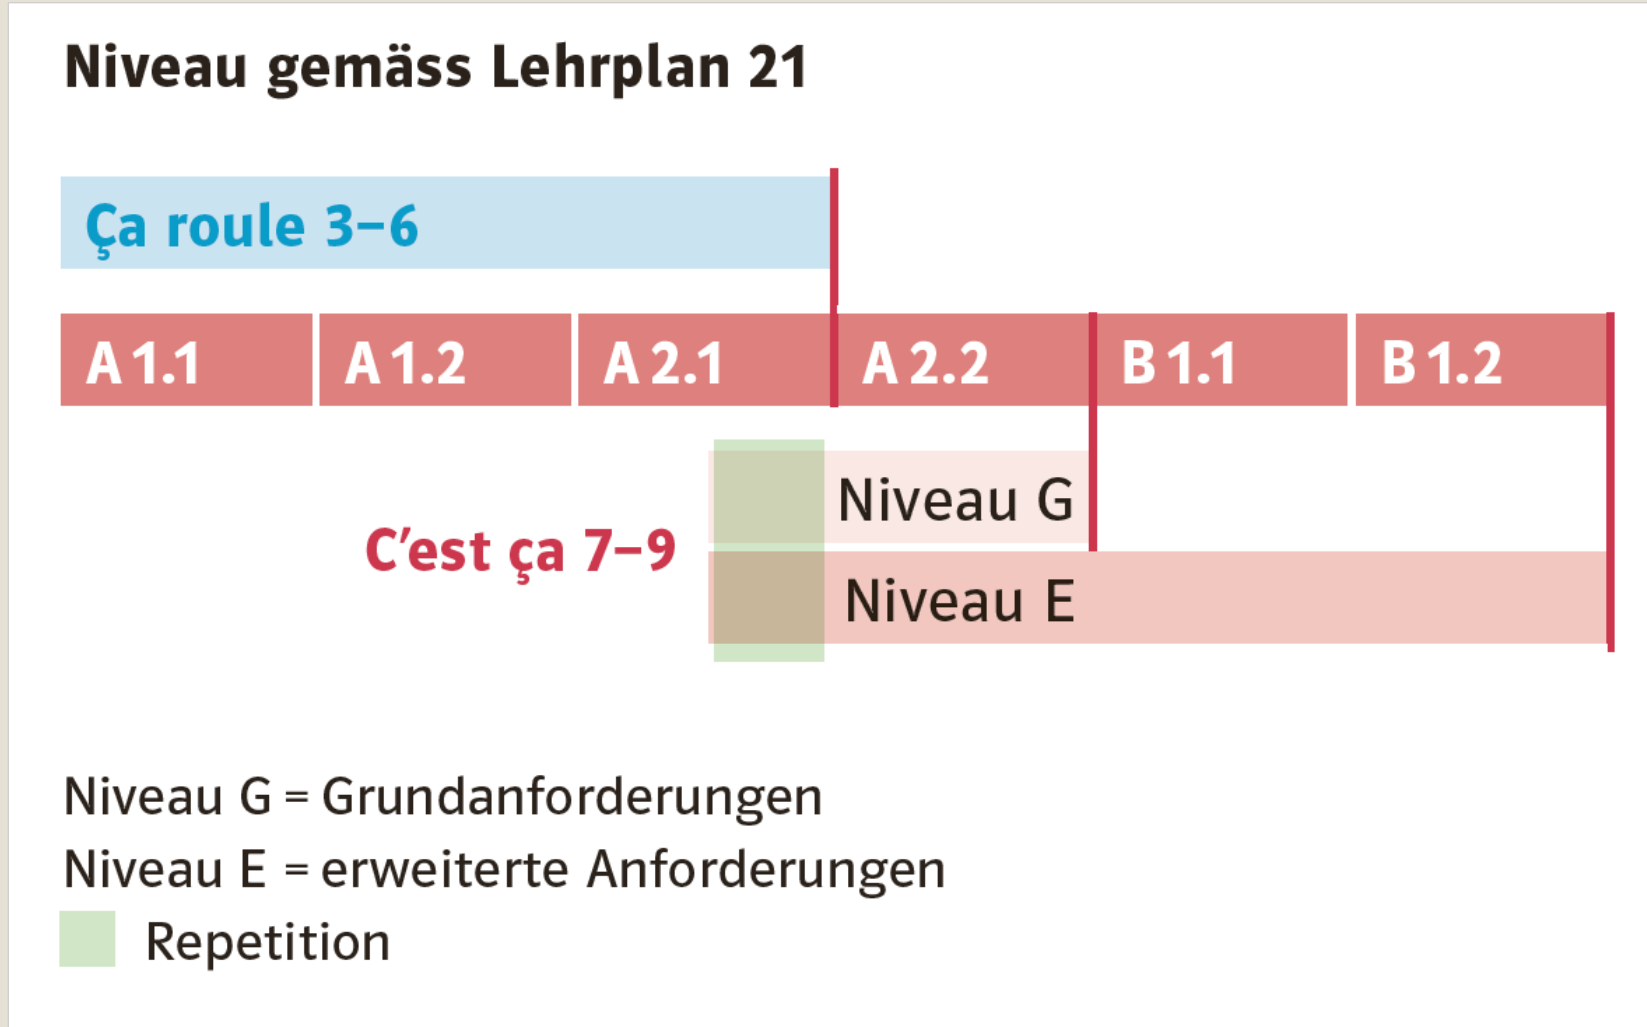 Niveau gemäss Lehrplan 21
Ça roule 3–6
A 1.1
A 1.2
A 2.1
A 2.2
B 1.1
B 1.2
Niveau G
C’est ça 7–9
Niveau E
Niveau G = Grundanforderungen
Niveau E = erweiterte Anforderungen
Repetition